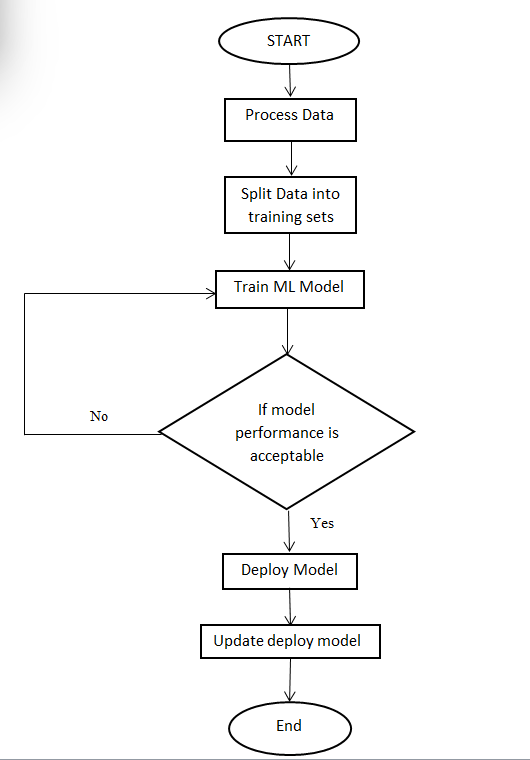 START
Process Data
Split Data into
training sets
Train ML Model
If model
performance is
acceptable
No
Yes
Deploy Model
Update deploy model
End